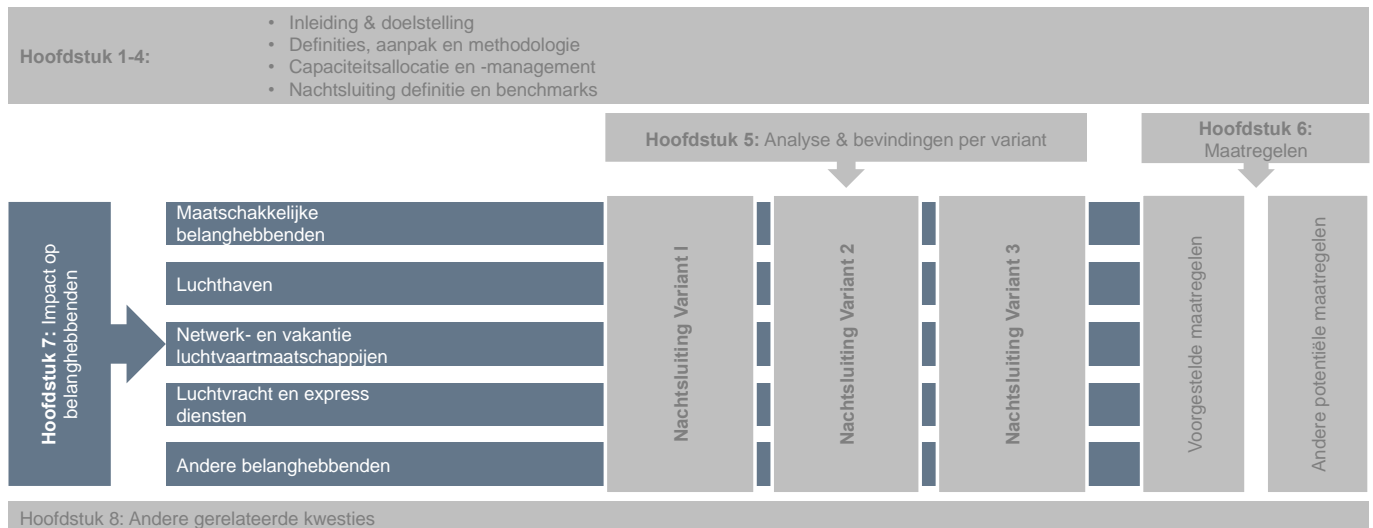 Hoofdstuk 1-4:
• Inleiding & doelstelling
• Definities, aanpak en methodologie
• Capaciteitsallocatie en -management
• Nachtsluiting definitie en benchmarks
Hoofdstuk 5: Analyse & bevindingen per variant
Hoofdstuk 6:
Maatregelen
Hoofdstuk 7: Impact op
belanghebbenden
Maatschakkelijke
belanghebbenden
Luchthaven
Netwerk- en vakantie
luchtvaartmaatschappijen
Luchtvracht en express
diensten
Andere belanghebbenden
Nachtsluiting Variant I
Nachtsluiting Variant 2
Nachtsluiting Variant 3
Voorgestelde maatregelen
Andere potentiële maatregelen
Hoofdstuk 8: Andere gerelateerde kwesties